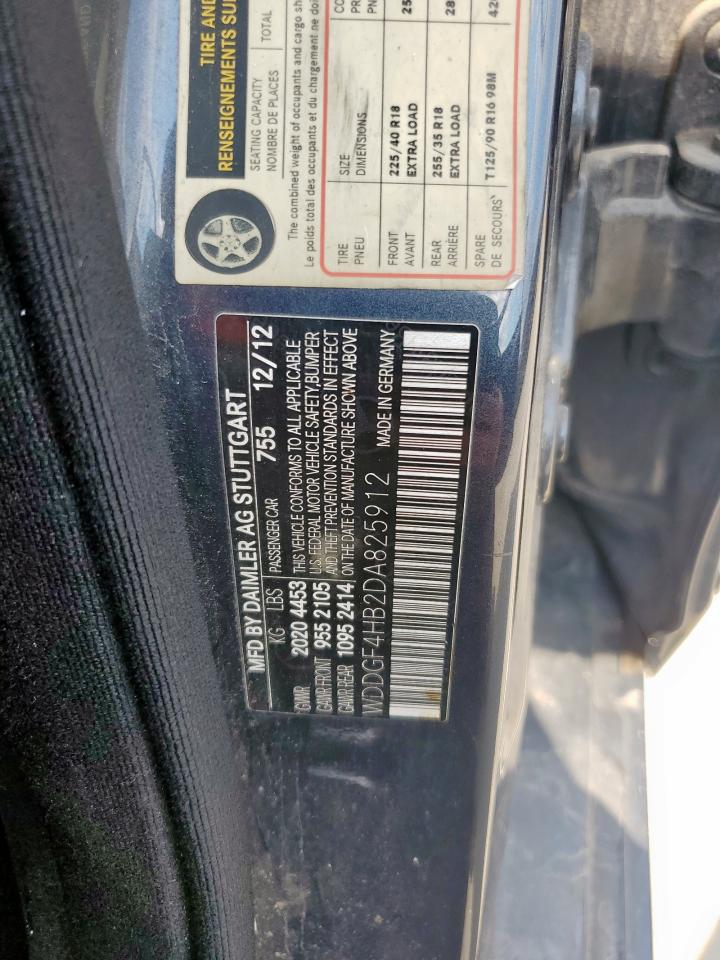 MFD BY DAIMLER AG STUTTGART
KG LBS PASSENGER CAR 755 12/12
GVWR 2020 4453 THIS VEHICLE CONFORMS TO ALL APPLICABLE
GAWR FRONT 955 2105 U.S. FEDERAL MOTOR VEHICLE SAFETY,BUMPER
GAWR REAR 1095 2414 AND THEFT PREVENTION STANDARDS IN EFFECT
ON THE DATE OF MANUFACTURE SHOWN ABOVE
WDDGF4HB2DA825912 MADE IN GERMANY
TIRE AND
RENSEIGNEMENTS SU
SEATING CAPACITY
NOMBRE DE PLACES
TOTAL
The combined weight of occupants and cargo sh
Le poids total des occupants et du chargement ne doi
TIRE SIZE
PNEU DIMENSIONS
FRONT 225/40 R18 25
AVANT EXTRA LOAD
REAR 255/35 R18 28
ARRIÈRE EXTRA LOAD
SPARE T125/90 R16 98M 42
DE SECOURS